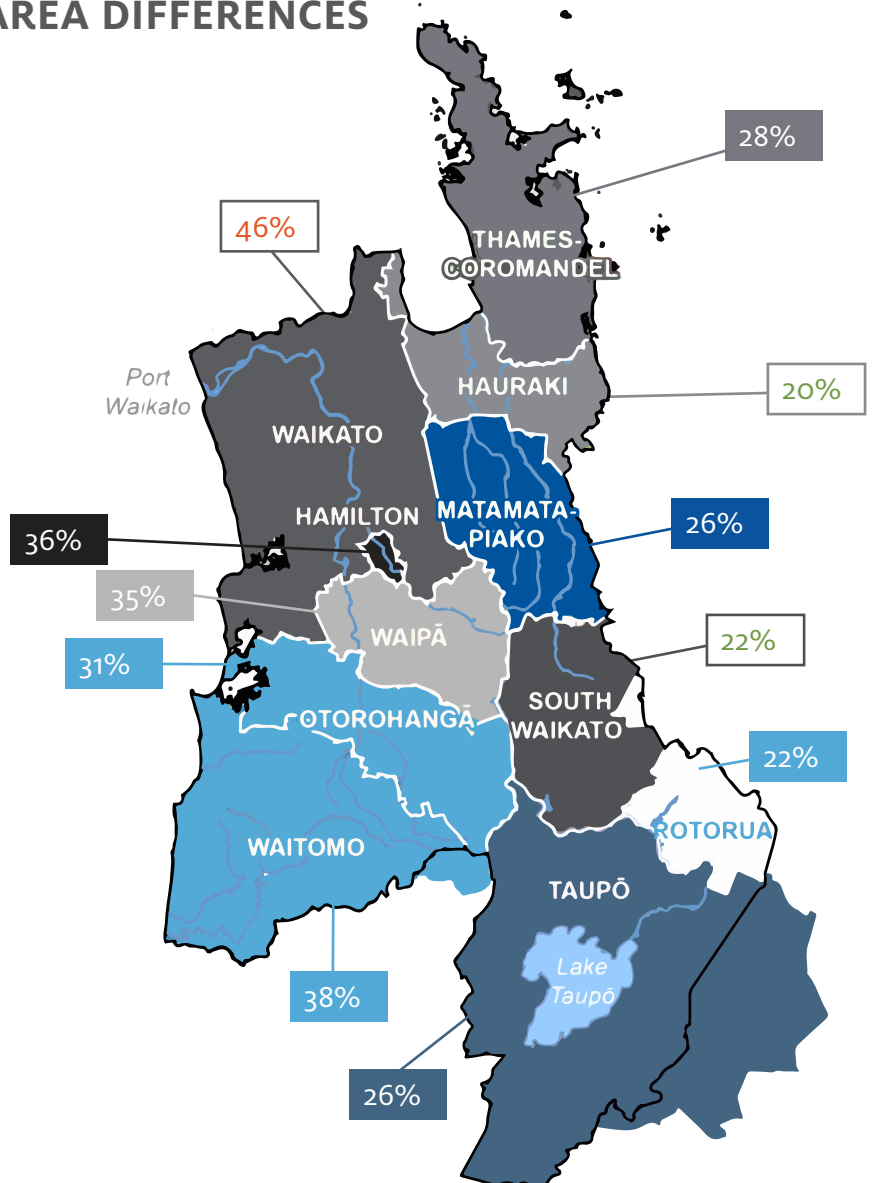 AREA DIFFERENCES
28%
46%
THAMES-
COROMANDEL
Port
Waikato
HAURAKI
20%
WAIKATO
HAMILTON
MATAMATA-
PIAKO
26%
36%
35%
WAIPĀ
22%
31%
OTOROHANGĀ
SOUTH
WAIKATO
22%
ROTORUA
WAITOMO
TAUPŌ
Lake
Taupō
38%
26%